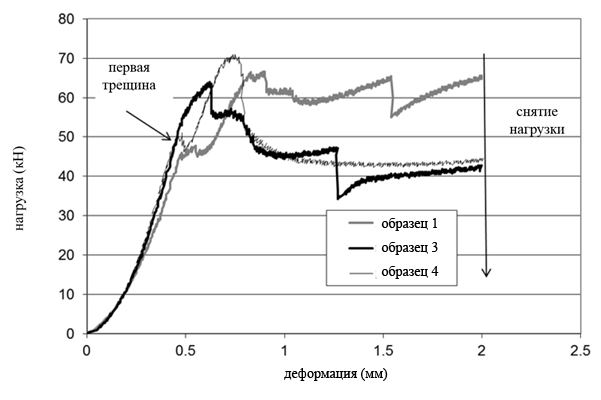 80
70
60
50
40
30
20
10
0
нагрузка (кН)
первая
трещина
снятие
нагрузки
образец 1
образец 3
образец 4
0 0.5 1 1.5 2 2.5
деформация (мм)